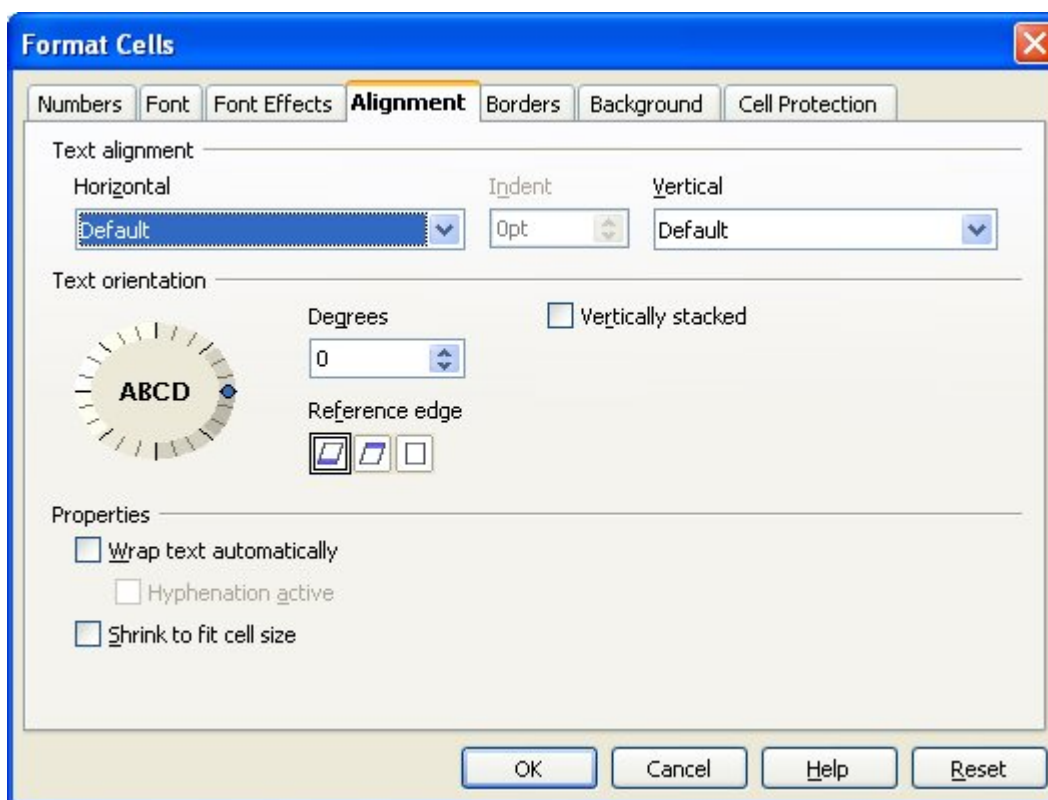 Format Cells
Numbers Font Font Effects Alignment Borders Background Cell Protection
Text alignment
Horizontal Indent Vertical
Default 0pt Default
Text orientation
Degrees Vertically stacked
0
ABCD
Reference edge
Properties
Wrap text automatically
Hyphenation active
Shrink to fit cell size
OK Cancel Help Reset